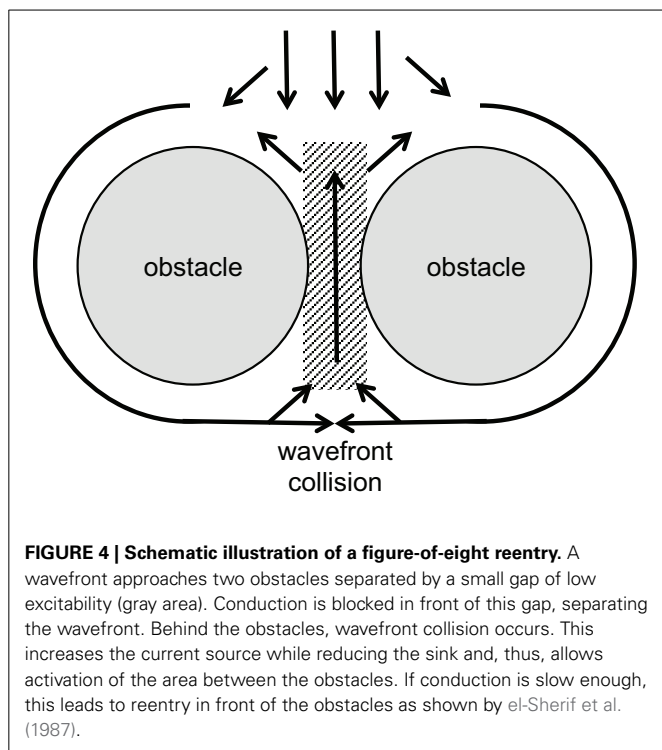 obstacle
obstacle
wavefront
collision
FIGURE 4 | Schematic illustration of a figure-of-eight reentry. A
wavefront approaches two obstacles separated by a small gap of low
excitability (gray area). Conduction is blocked in front of this gap, separating
the wavefront. Behind the obstacles, wavefront collision occurs. This
increases the current source while reducing the sink and, thus, allows
activation of the area between the obstacles. If conduction is slow enough,
this leads to reentry in front of the obstacles as shown by el-Sherif et al.
(1987).